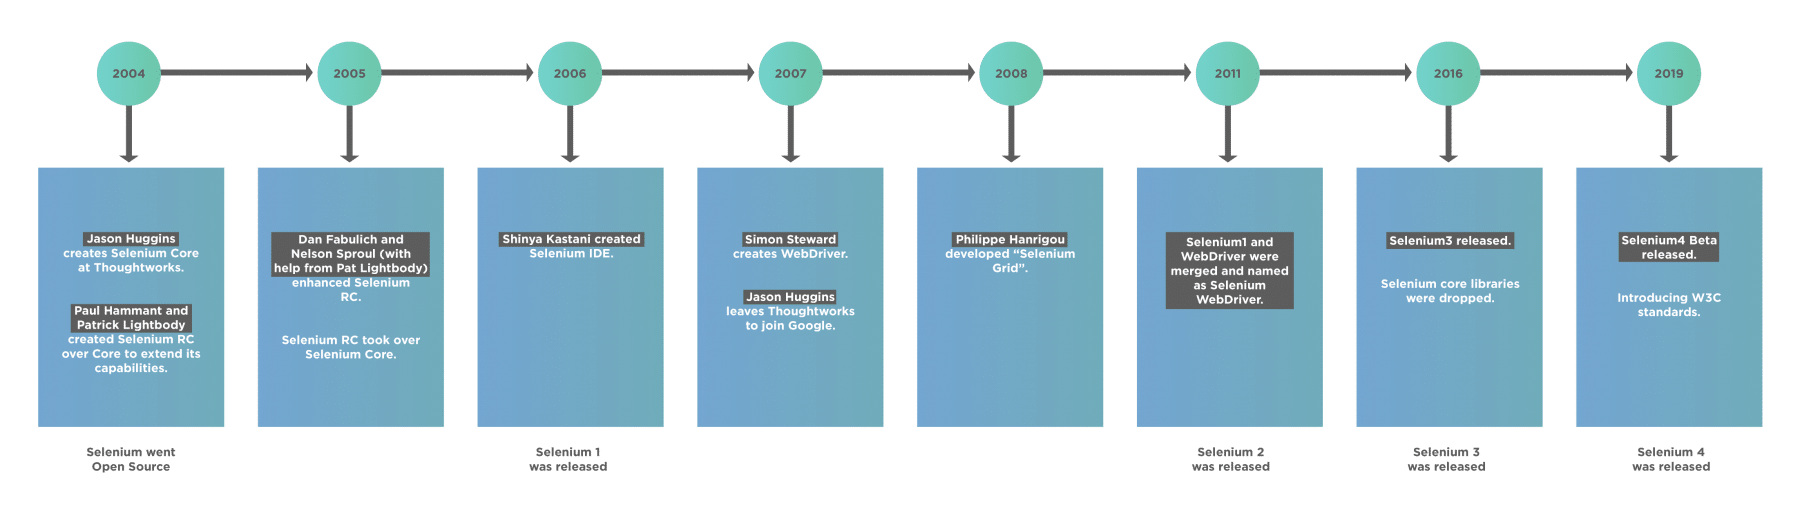 2004
2005
2006
2007
2008
2011
2016
2019
Jason Huggins
creates Selenium Core
at Thoughtworks.
Paul Hammant and
Patrick Lightbody
created Selenium RC
over Core to extend its
capabilities.
Selenium went
Open Source
Dan Fabulich and
Nelson Sproul (with
help from Pat Lightbody)
enhanced Selenium
RC.
Selenium RC took over
Selenium Core.
Shinya Kastani created
Selenium IDE.
Selenium 1
was released
Simon Steward
creates WebDriver.
Jason Huggins
leaves Thoughtworks
to join Google.
Philippe Hanrigou
developed “Selenium
Grid”.
Selenium1 and
WebDriver were
merged and named
as Selenium
WebDriver.
Selenium 2
was released
Selenium3 released.
Selenium core libraries
were dropped.
Selenium 3
was released
Selenium4 Beta
released.
Introducing W3C
standards.
Selenium 4
was released